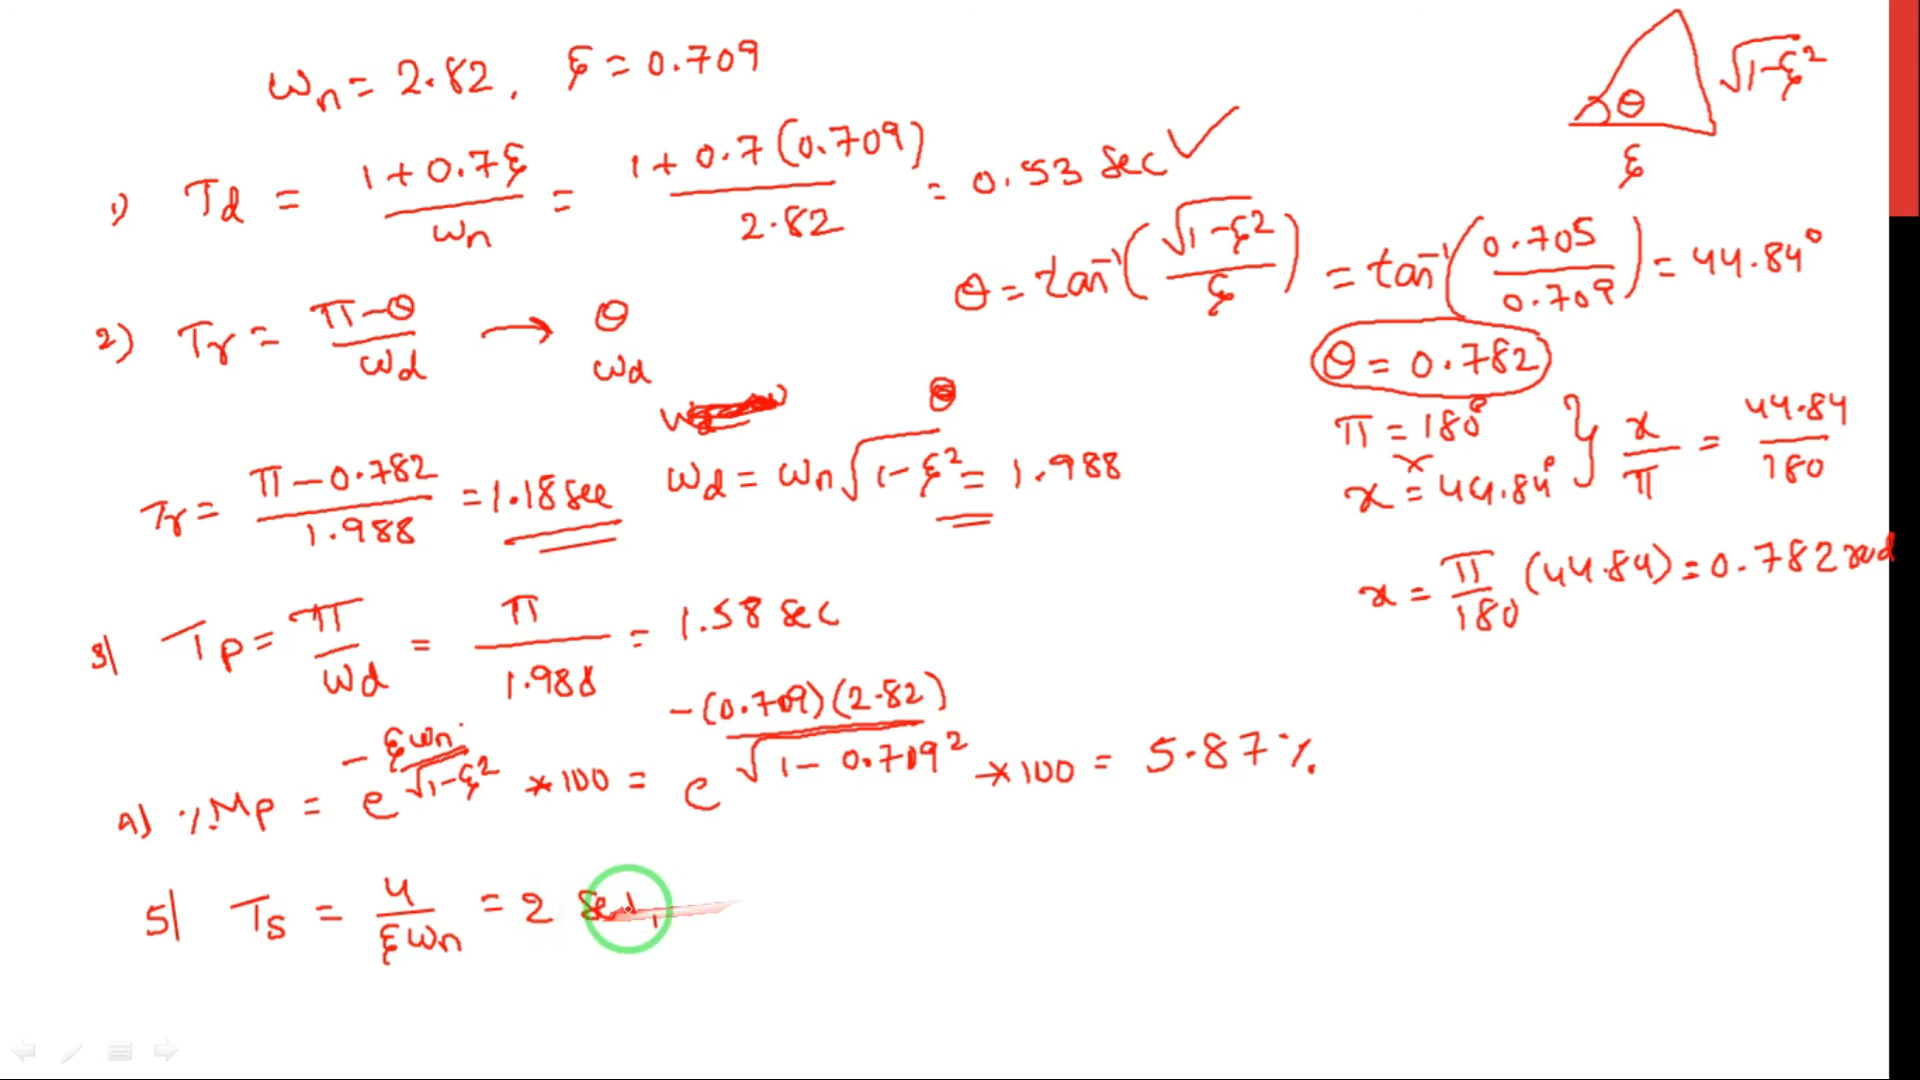 ωn = 2.82, ξ = 0.709
√1-ξ²
θ
ξ
1) Td = 1+0.7ξ / ωn = 1+0.7(0.709) / 2.82 = 0.53 sec ✓
θ = tan⁻¹(√1-ξ² / ξ) = tan⁻¹(0.705 / 0.709) = 44.84°
θ = 0.782
2) Tr = π-θ / ωd → θ
ωd
π = 180°
x = 44.84° } x / π = 44.84 / 180
x = π / 180 (44.84) = 0.782 rad
ωd = ωn√1-ξ² = 1.988
Tr = π-0.782 / 1.988 = 1.18 sec
3) Tp = π / ωd = π / 1.988 = 1.58 sec
4) %Mp = e^(-ξωn / √1-ξ²) *100 = e^(-(0.709)(2.82) / √1-0.709²) *100 = 5.87%
5) Ts = 4 / ξωn = 2